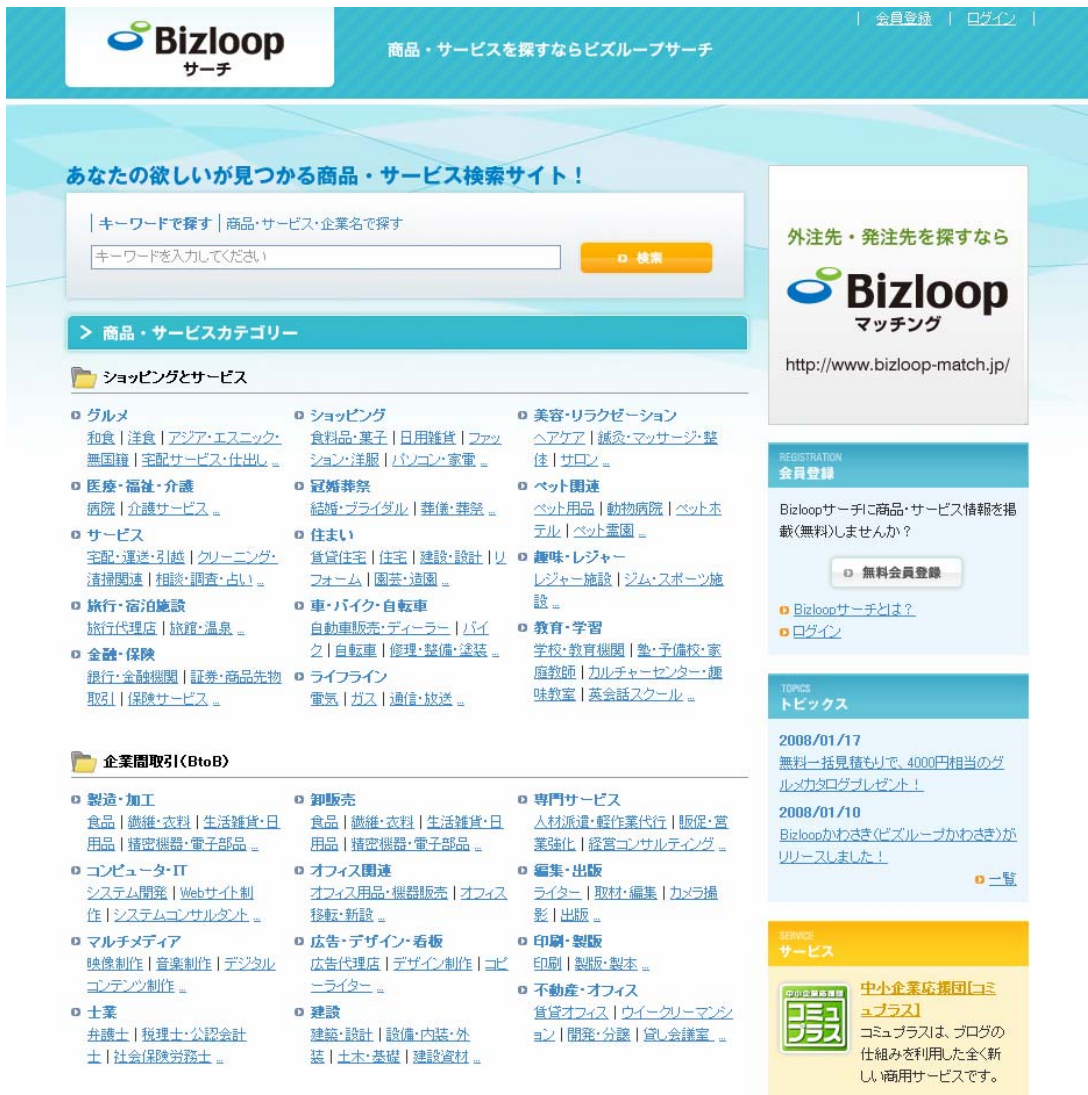 | 会員登録 | ログイン |
Bizloop
サーチ
商品・サービスを探すならビズループサーチ
あなたの欲しいが見つかる商品・サービス検索サイト！
|キーワードで探す|商品・サービス・企業名で探す
キーワードを入力してください
検索
商品・サービスカテゴリー
ショッピングとサービス
グルメ
和食 | 洋食 | アジア・エスニック・
無国籍 | 宅配サービス・仕出し ...
医療・福祉・介護
病院 | 介護サービス ...
サービス
宅配・運送・引越 | クリーニング・
清掃関連 | 相談・調査・占い ...
旅行・宿泊施設
旅行代理店 | 旅館・温泉 ...
金融・保険
銀行・金融機関 | 証券・商品先物
取引 | 保険サービス ...
ショッピング
食料品・菓子 | 日用雑貨 | ファッ
ション・洋服 | パソコン・家電 ...
冠婚葬祭
結婚・ブライダル | 葬儀・葬祭 ...
住まい
賃貸住宅 | 住宅 | 建設・設計 | リ
フォーム | 園芸・造園 ...
車・バイク・自転車
自動車販売・ディーラー | バイ
ク | 自転車 | 修理・整備・塗装 ...
ライフライン
電気 | ガス | 通信・放送 ...
美容・リラクゼーション
ヘアケア | 鍼灸・マッサージ・整
体 | サロン ...
ペット関連
ペット用品 | 動物病院 | ペットホ
テル | ペット霊園 ...
趣味・レジャー
レジャー施設 | ジム・スポーツ施
設 ...
教育・学習
学校・教育機関 | 塾・予備校・家
庭教師 | カルチャーセンター・趣
味教室 | 英会話スクール ...
企業間取引(BtoB)
製造・加工
食品 | 繊維・衣料 | 生活雑貨・日
用品 | 精密機器・電子部品 ...
コンピュータ・IT
システム開発 | Webサイト制
作 | システムコンサルタント ...
マルチメディア
映像制作 | 音楽制作 | デジタル
コンテンツ制作 ...
士業
弁護士 | 税理士・公認会計
士 | 社会保険労務士 ...
卸販売
食品 | 繊維・衣料 | 生活雑貨・日
用品 | 精密機器・電子部品 ...
オフィス関連
オフィス用品・機器販売 | オフィス
移転・新設 ...
広告・デザイン・看板
広告代理店 | デザイン制作 | コピ
ーライター ...
建設
建築・設計 | 設備・内装・外
装 | 土木・基礎 | 建設資材 ...
専門サービス
人材派遣・軽作業代行 | 販促・営
業強化 | 経営コンサルティング ...
編集・出版
ライター | 取材・編集 | カメラ撮
影 | 出版 ...
印刷・製版
印刷 | 製版・製本 ...
不動産・オフィス
賃貸オフィス | ウイークリーマンシ
ョン | 開発・分譲 | 貸し会議室 ...
外注先・発注先を探すなら
Bizloop
マッチング
http://www.bizloop-match.jp/
REGISTRATION
会員登録
Bizloopサーチに商品・サービス情報を掲
載(無料)しませんか？
無料会員登録
Bizloopサーチとは？
ログイン
TOPICS
トピックス
2008/01/17
無料一括見積もりで、4000円相当のグ
ルメカタログプレゼント！
2008/01/10
Bizloopかわさき(ビズループかわさき)が
リリースしました！
一覧
SERVICE
サービス
中小企業応援団
コミュ
プラス
中小企業応援団[コミ
ュプラス]
コミュプラスは、ブログの
仕組みを利用した全く新
しい商用サービスです。